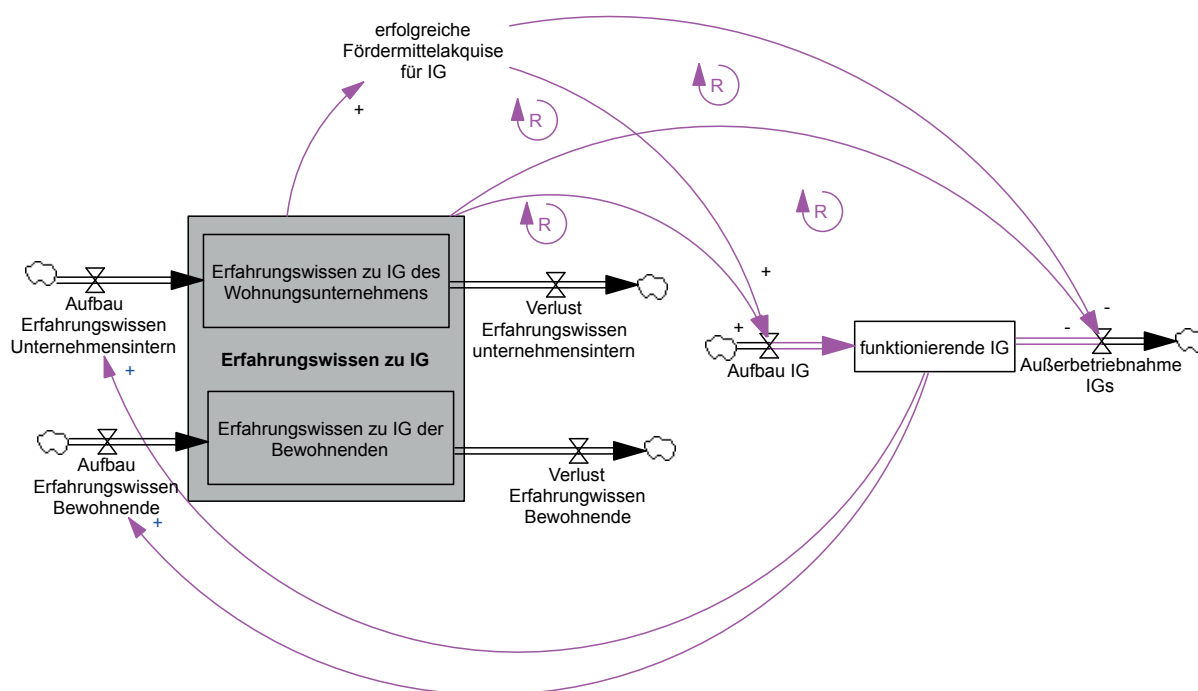 erfolgreiche
Fördermittelakquise
für IG
+
R
R
R
R
Erfahrungswissen zu IG des
Wohnungsunternehmens
Aufbau
Erfahrungswissen
Unternehmensintern
+
Verlust
Erfahrungswissen
unternehmensintern
Erfahrungswissen zu IG
+
+
Aufbau IG
funktionierende IG
-
-
Außerbetriebnahme
IGs
Erfahrungswissen zu IG der
Bewohnenden
Aufbau
Erfahrungswissen
Bewohnende
+
Verlust
Erfahrungwissen
Bewohnende